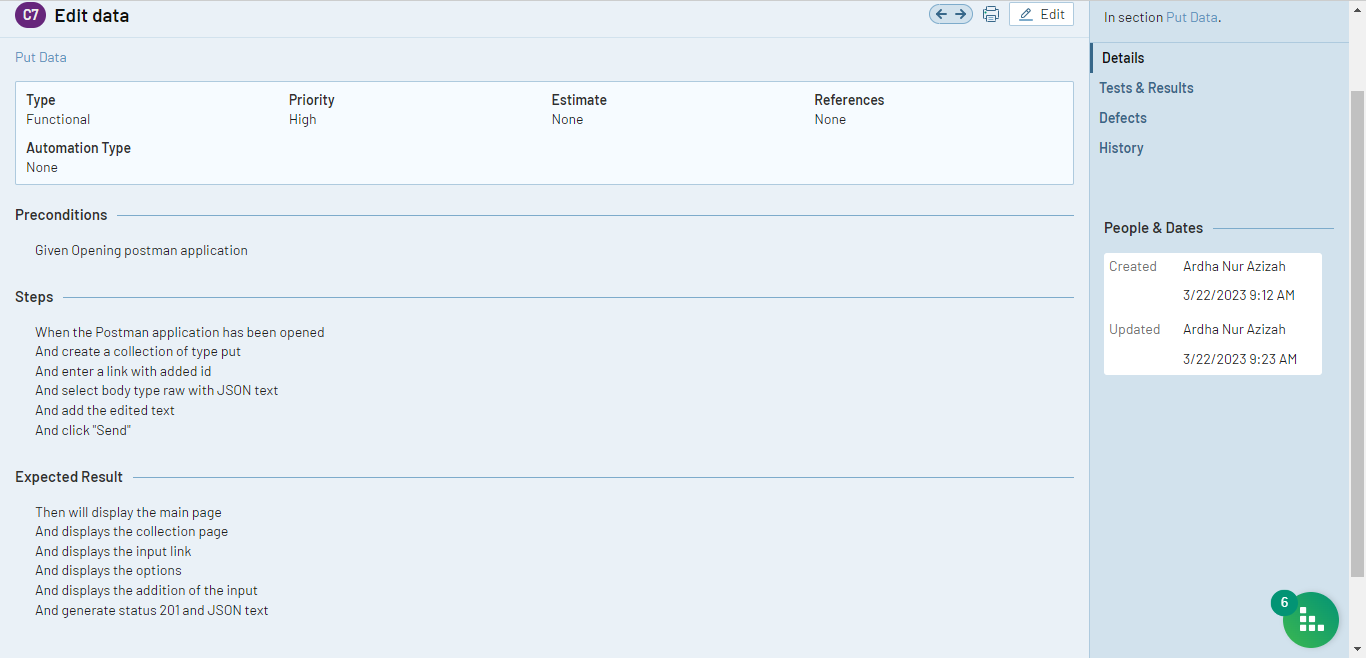 C7 Edit data
Edit
Put Data
Type Priority Estimate References
Functional High None None
Automation Type
None
Preconditions
Given Opening postman application
Steps
When the Postman application has been opened
And create a collection of type put
And enter a link with added id
And select body type raw with JSON text
And add the edited text
And click "Send"
Expected Result
Then will display the main page
And displays the collection page
And displays the input link
And displays the options
And displays the addition of the input
And generate status 201 and JSON text
In section Put Data.
Details
Tests & Results
Defects
History
People & Dates
Created Ardha Nur Azizah
3/22/2023 9:12 AM
Updated Ardha Nur Azizah
3/22/2023 9:23 AM
6